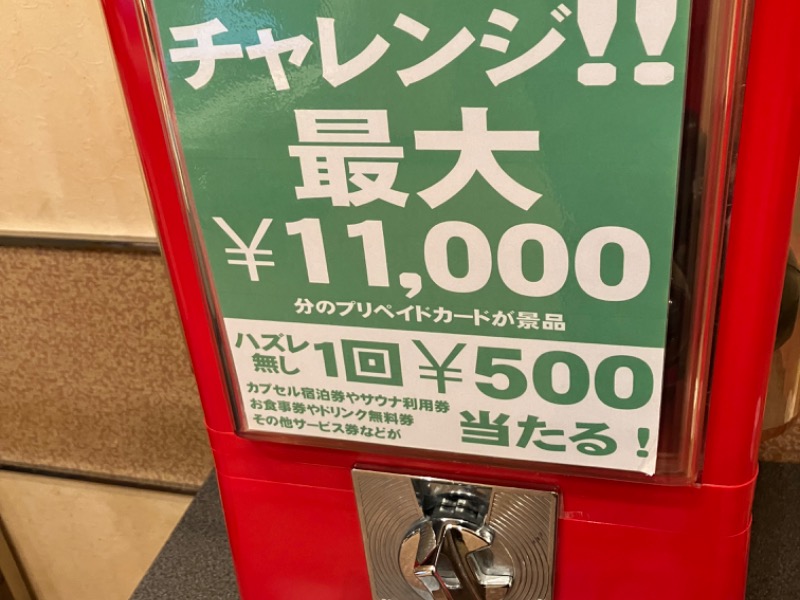 チャレンジ!!
最大
¥11,000
分のプリペイドカードが景品
ハズレ
無し
1回¥500
カプセル宿泊券やサウナ利用券
お食事券やドリンク無料券
その他サービス券などが
当たる!